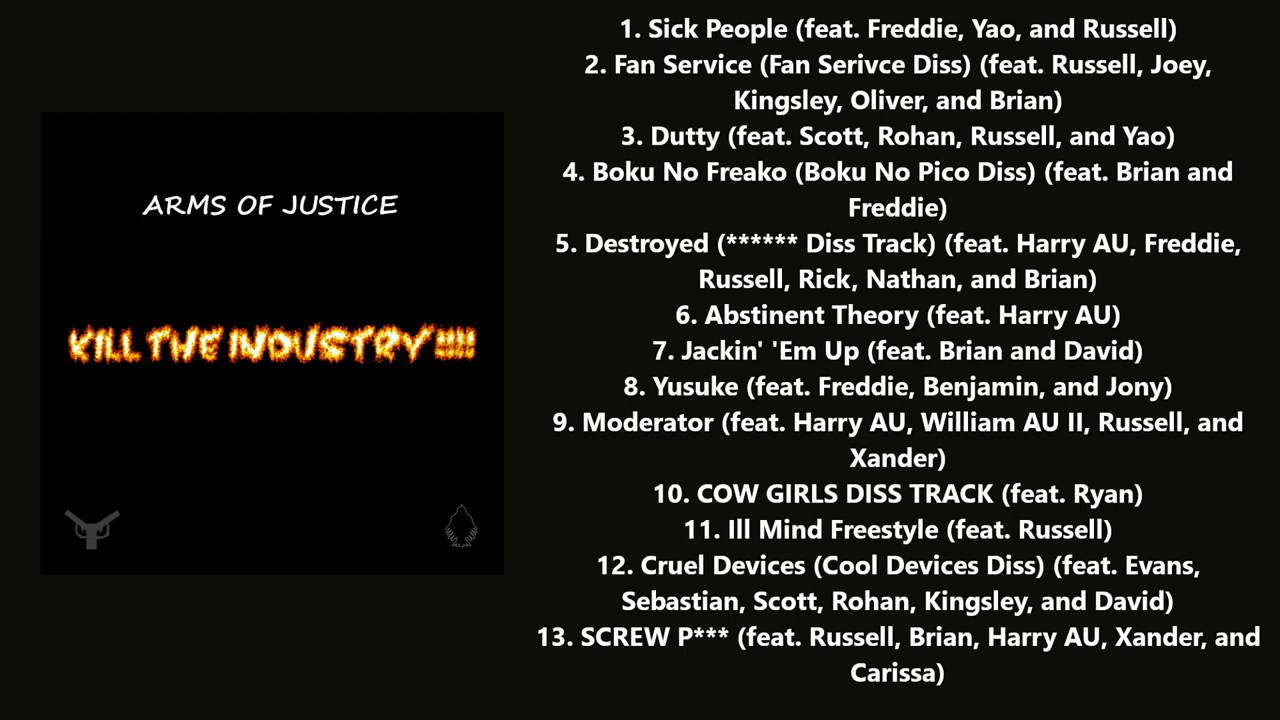 ARMS OF JUSTICE
KILL THE INDUSTRY!!!!
1. Sick People (feat. Freddie, Yao, and Russell)
2. Fan Service (Fan Serivce Diss) (feat. Russell, Joey,
Kingsley, Oliver, and Brian)
3. Dutty (feat. Scott, Rohan, Russell, and Yao)
4. Boku No Freako (Boku No Pico Diss) (feat. Brian and
Freddie)
5. Destroyed (****** Diss Track) (feat. Harry AU, Freddie,
Russell, Rick, Nathan, and Brian)
6. Abstinent Theory (feat. Harry AU)
7. Jackin' 'Em Up (feat. Brian and David)
8. Yusuke (feat. Freddie, Benjamin, and Jony)
9. Moderator (feat. Harry AU, William AU II, Russell, and
Xander)
10. COW GIRLS DISS TRACK (feat. Ryan)
11. Ill Mind Freestyle (feat. Russell)
12. Cruel Devices (Cool Devices Diss) (feat. Evans,
Sebastian, Scott, Rohan, Kingsley, and David)
13. SCREW P*** (feat. Russell, Brian, Harry AU, Xander, and
Carissa)